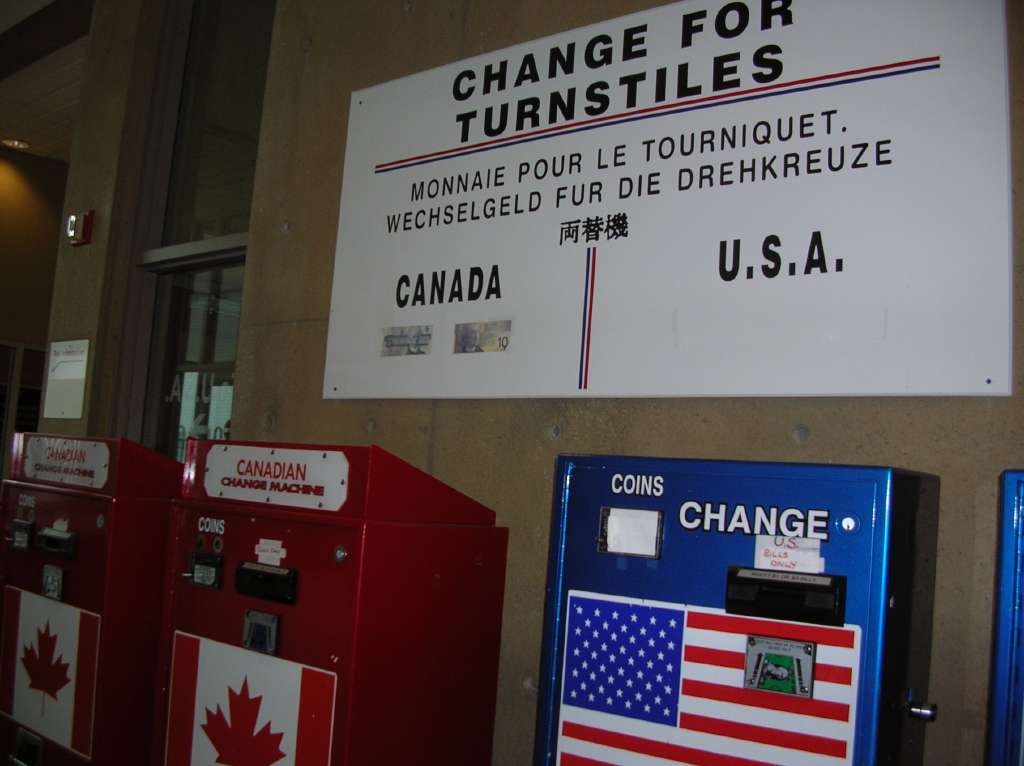 CHANGE FOR
TURNSTILES
MONNAIE POUR LE TOURNIQUET.
WECHSELGELD FUR DIE DREHKREUZE
両替機
CANADA
U.S.A.
10
CANADIAN
CHANGE MACHINE
COINS
CANADIAN
CHANGE MACHINE
COINS
COINS
CHANGE
U.S.
BILLS
ONLY